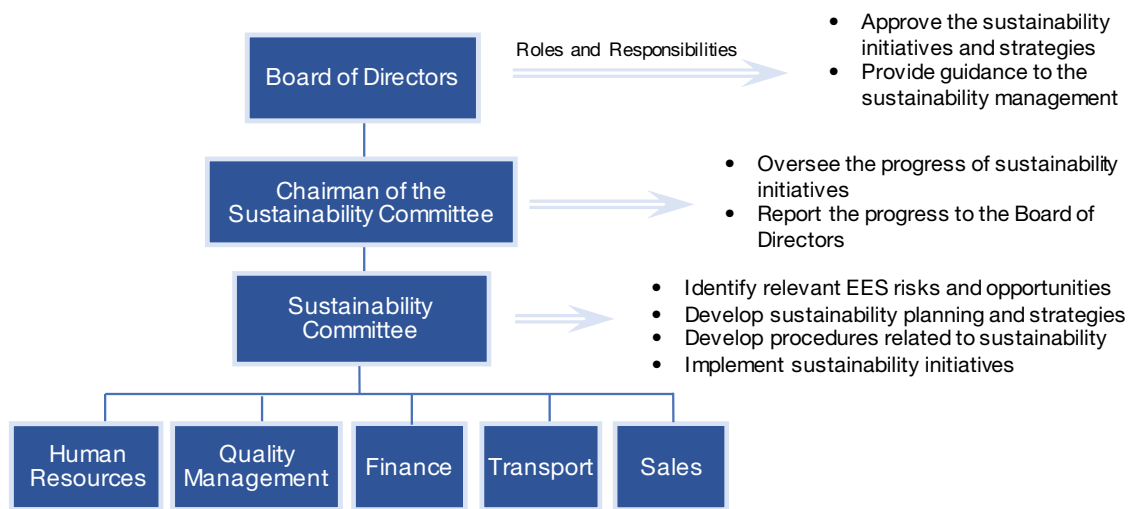 Board of Directors
Roles and Responsibilities
• Approve the sustainability
initiatives and strategies
• Provide guidance to the
sustainability management
Chairman of the
Sustainability Committee
• Oversee the progress of sustainability
initiatives
• Report the progress to the Board of
Directors
Sustainability
Committee
• Identify relevant EES risks and opportunities
• Develop sustainability planning and strategies
• Develop procedures related to sustainability
• Implement sustainability initiatives
Human
Resources
Quality
Management
Finance
Transport
Sales